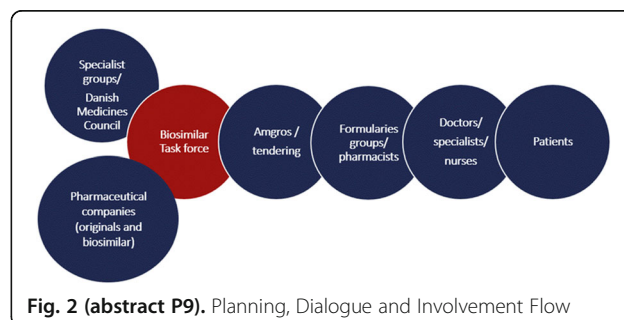 Specialist
groups/
Danish
Medicines
Council
Pharmaceutical
companies
(originals and
biosimilar)
Biosimilar
Task force
Amgros /
tendering
Formularies
groups/
pharmacists
Doctors/
specialists/
nurses
Patients
Fig. 2 (abstract P9). Planning, Dialogue and Involvement Flow